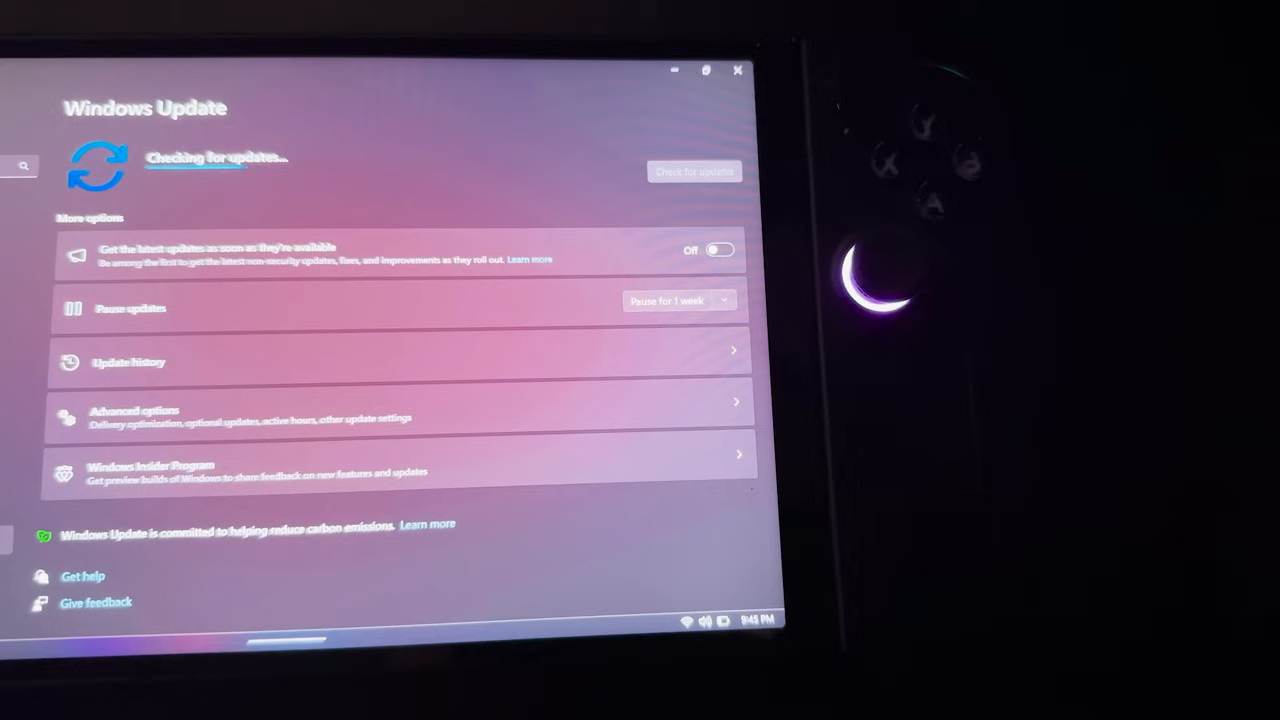 Windows Update
Checking for updates...
Check for updates
More options
Get the latest updates as soon as they're available
Be among the first to get the latest non-security updates, fixes, and improvements as they roll out. Learn more
Off
Pause updates
Pause for 1 week
Update history
Advanced options
Delivery optimization, optional updates, active hours, other update settings
Windows Insider Program
Get preview builds of Windows to share feedback on new features and updates
Windows Update is committed to helping reduce carbon emissions. Learn more
Get help
Give feedback
9:45 PM
Y
X
B
A